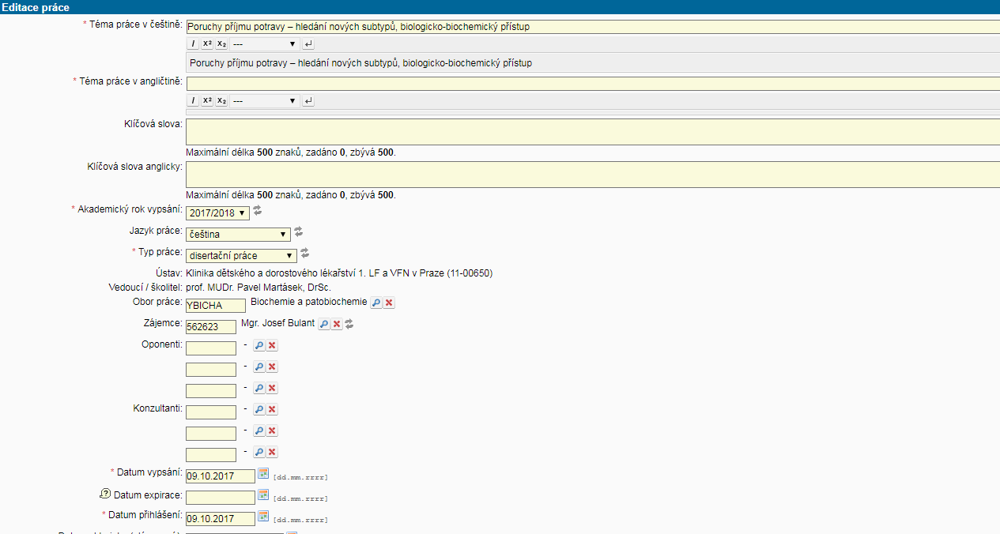 Editace práce
* Téma práce v češtině: Poruchy příjmu potravy – hledání nových subtypů, biologicko-biochemický přístup
I x² x₂ --- ▼ ↵
Poruchy příjmu potravy – hledání nových subtypů, biologicko-biochemický přístup
* Téma práce v angličtině:
I x² x₂ --- ▼ ↵
Klíčová slova:
Maximální délka 500 znaků, zadáno 0, zbývá 500.
Klíčová slova anglicky:
Maximální délka 500 znaků, zadáno 0, zbývá 500.
* Akademický rok vypsání: 2017/2018 ▼
Jazyk práce: čeština ▼
* Typ práce: disertační práce ▼
Ústav: Klinika dětského a dorostového lékařství 1. LF a VFN v Praze (11-00650)
Vedoucí / školitel: prof. MUDr. Pavel Martásek, DrSc.
Obor práce: YBICHA Biochemie a patobiochemie
Zájemce: 562623 Mgr. Josef Bulant
Oponenti: -
-
-
Konzultanti: -
-
-
* Datum vypsání: 09.10.2017 [dd.mm.rrrr]
? Datum expirace: [dd.mm.rrrr]
* Datum přihlášení: 09.10.2017 [dd.mm.rrrr]